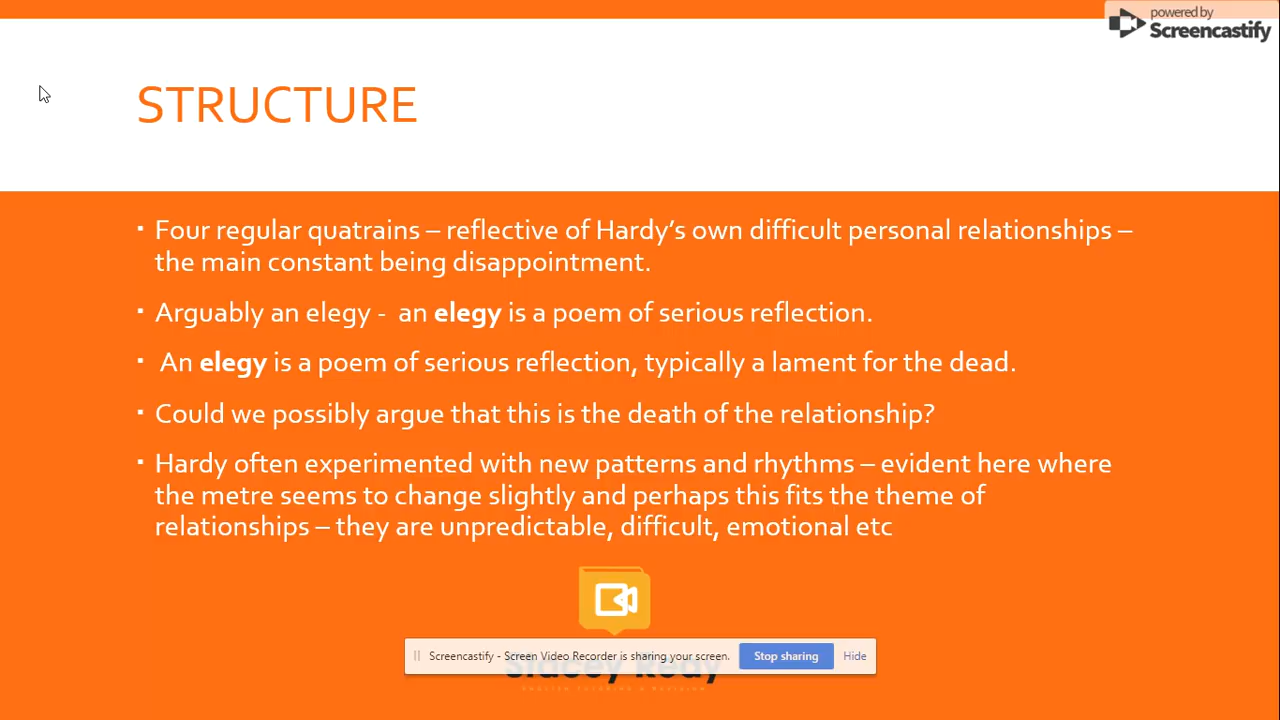 powered by
Screencastify
STRUCTURE
Four regular quatrains – reflective of Hardy's own difficult personal relationships –
the main constant being disappointment.
Arguably an elegy - an elegy is a poem of serious reflection.
An elegy is a poem of serious reflection, typically a lament for the dead.
Could we possibly argue that this is the death of the relationship?
Hardy often experimented with new patterns and rhythms – evident here where
the metre seems to change slightly and perhaps this fits the theme of
relationships – they are unpredictable, difficult, emotional etc
Screencastify - Screen Video Recorder is sharing your screen. Stop sharing Hide
Stacey Reay